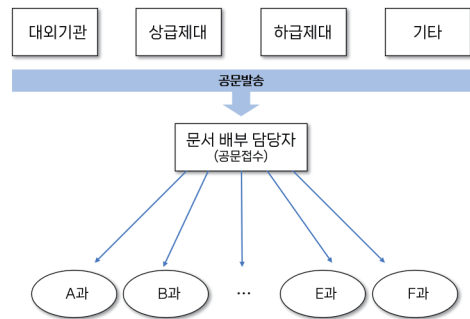 대외기관
상급제대
하급제대
기타
공문발송
문서 배부 담당자
(공문접수)
A과
B과
...
E과
F과